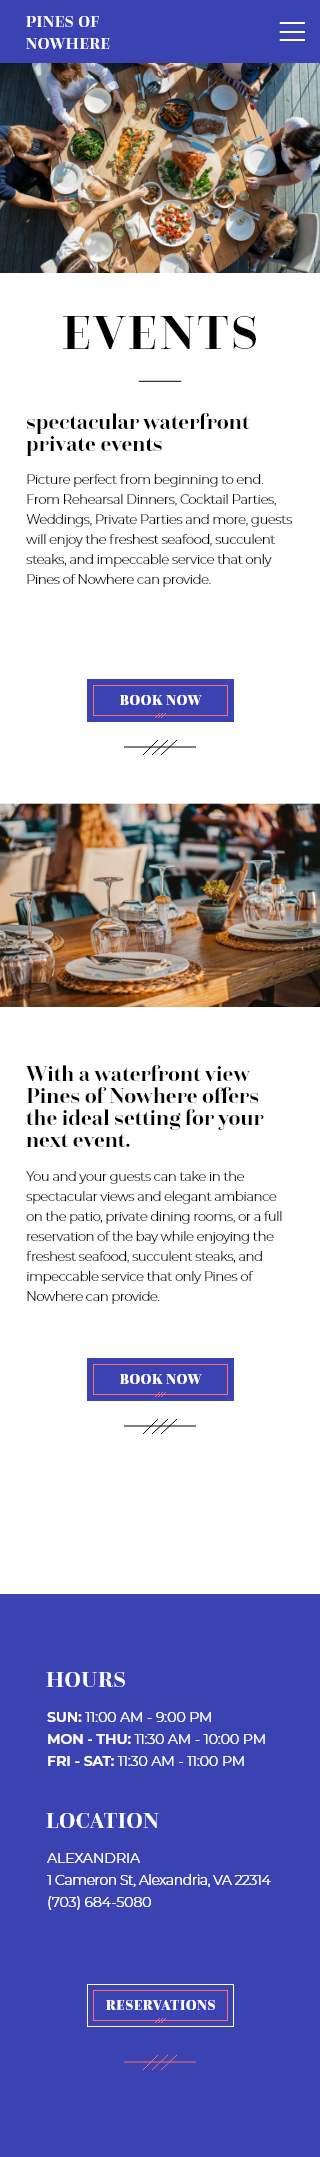 PINES OF
NOWHERE
EVENTS
spectacular waterfront
private events
Picture perfect from beginning to end.
From Rehearsal Dinners, Cocktail Parties,
Weddings, Private Parties and more, guests
will enjoy the freshest seafood, succulent
steaks, and impeccable service that only
Pines of Nowhere can provide.
BOOK NOW
With a waterfront view
Pines of Nowhere offers
the ideal setting for your
next event.
You and your guests can take in the
spectacular views and elegant ambiance
on the patio, private dining rooms, or a full
reservation of the bay while enjoying the
freshest seafood, succulent steaks, and
impeccable service that only Pines of
Nowhere can provide.
BOOK NOW
HOURS
SUN: 11:00 AM - 9:00 PM
MON - THU: 11:30 AM - 10:00 PM
FRI - SAT: 11:30 AM - 11:00 PM
LOCATION
ALEXANDRIA
1 Cameron St, Alexandria, VA 22314
(703) 684-5080
RESERVATIONS